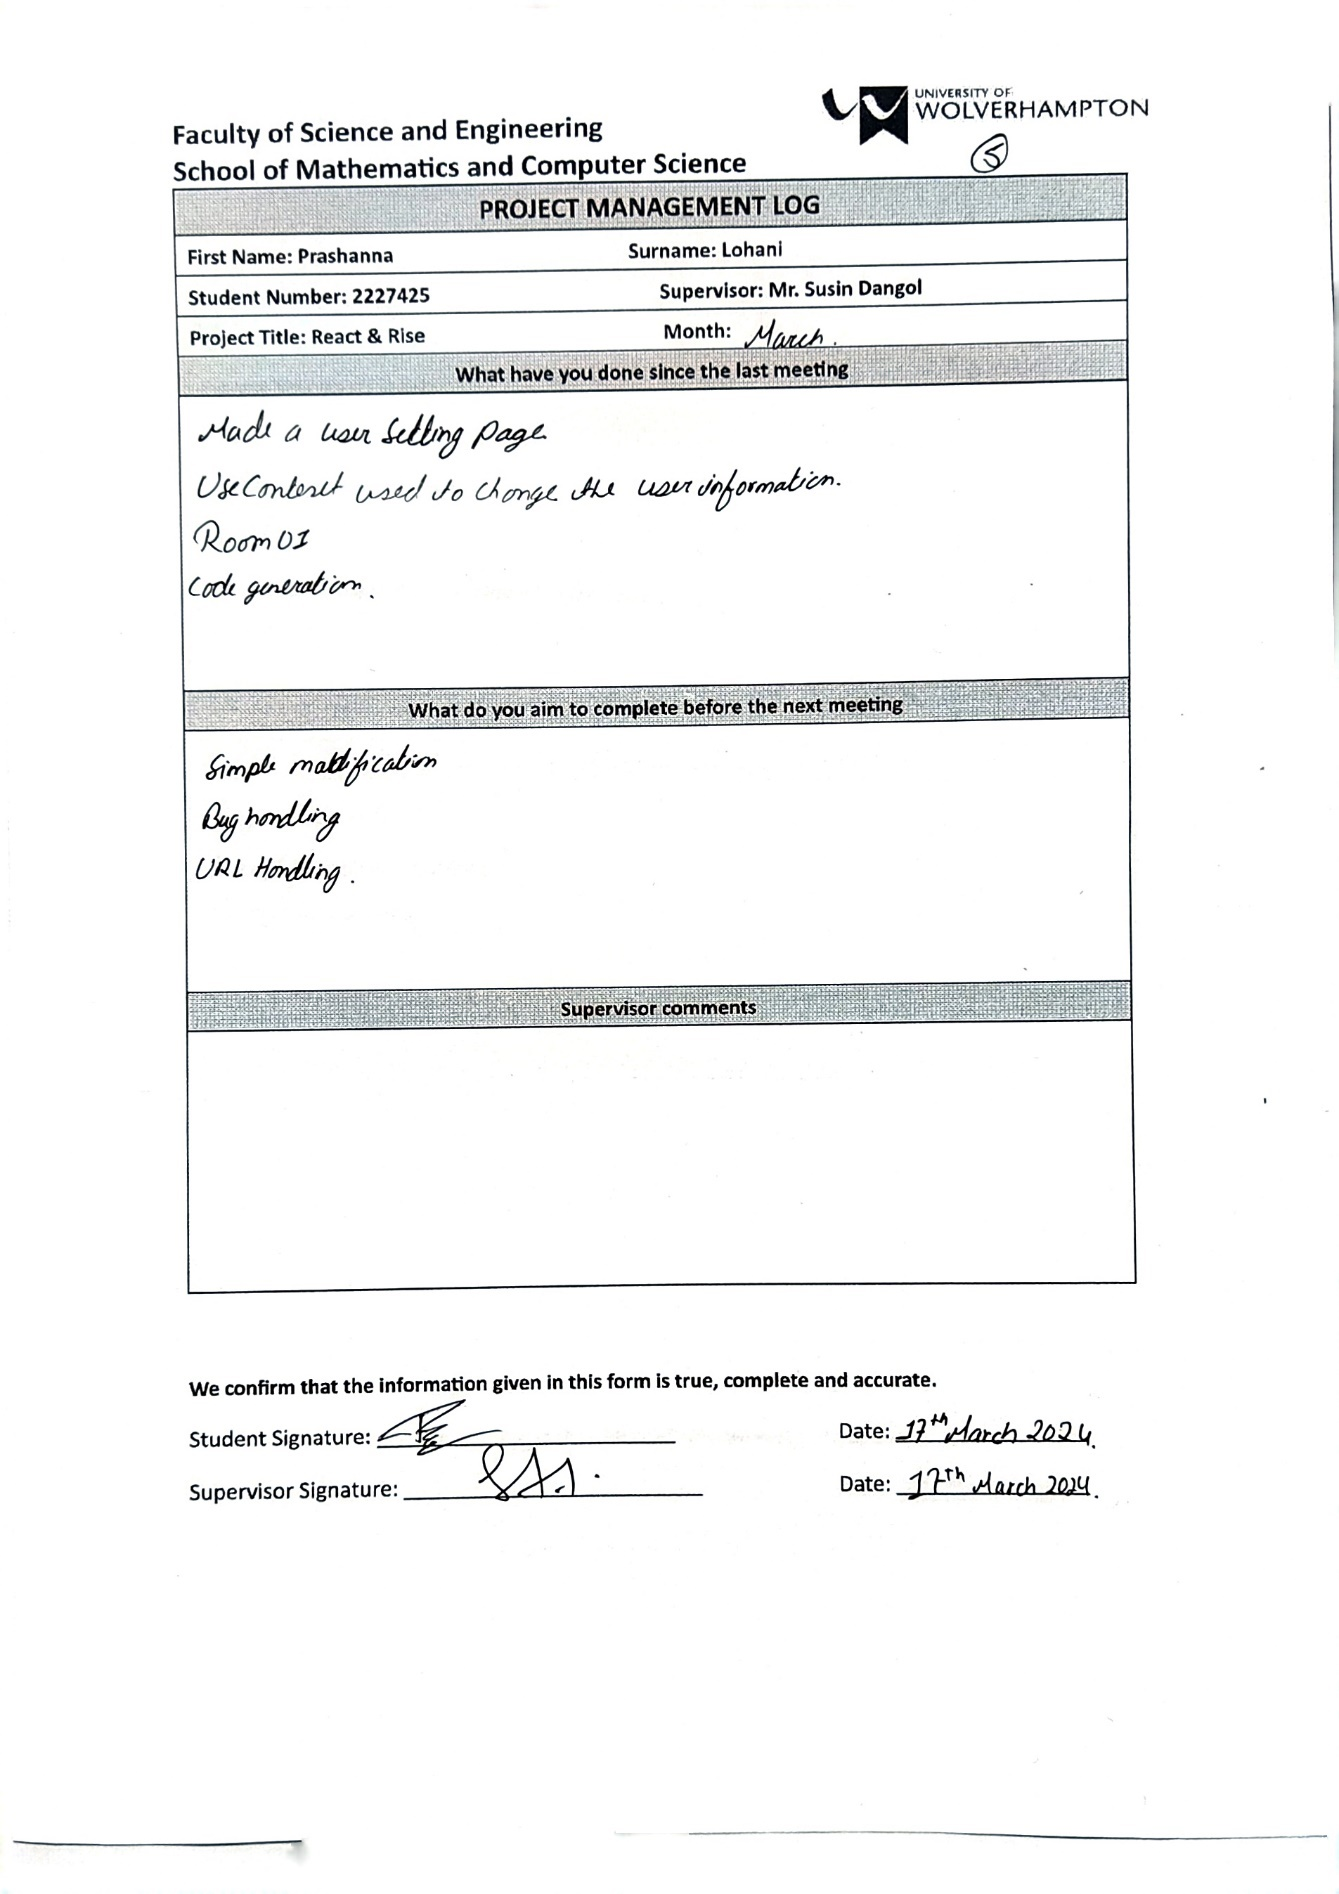 UNIVERSITY OF
WOLVERHAMPTON
Faculty of Science and Engineering
School of Mathematics and Computer Science
5
PROJECT MANAGEMENT LOG
First Name: Prashanna Surname: Lohani
Student Number: 2227425 Supervisor: Mr. Susin Dangol
Project Title: React & Rise Month: March.
What have you done since the last meeting
Made a user setting page
UseContext used to change the user information.
Room UI
Code generation.
What do you aim to complete before the next meeting
Simple maddification
Bug handling
URL Handling.
Supervisor comments
We confirm that the information given in this form is true, complete and accurate.
Student Signature: Date: 17th March 2024.
Supervisor Signature: Date: 17th March 2024.